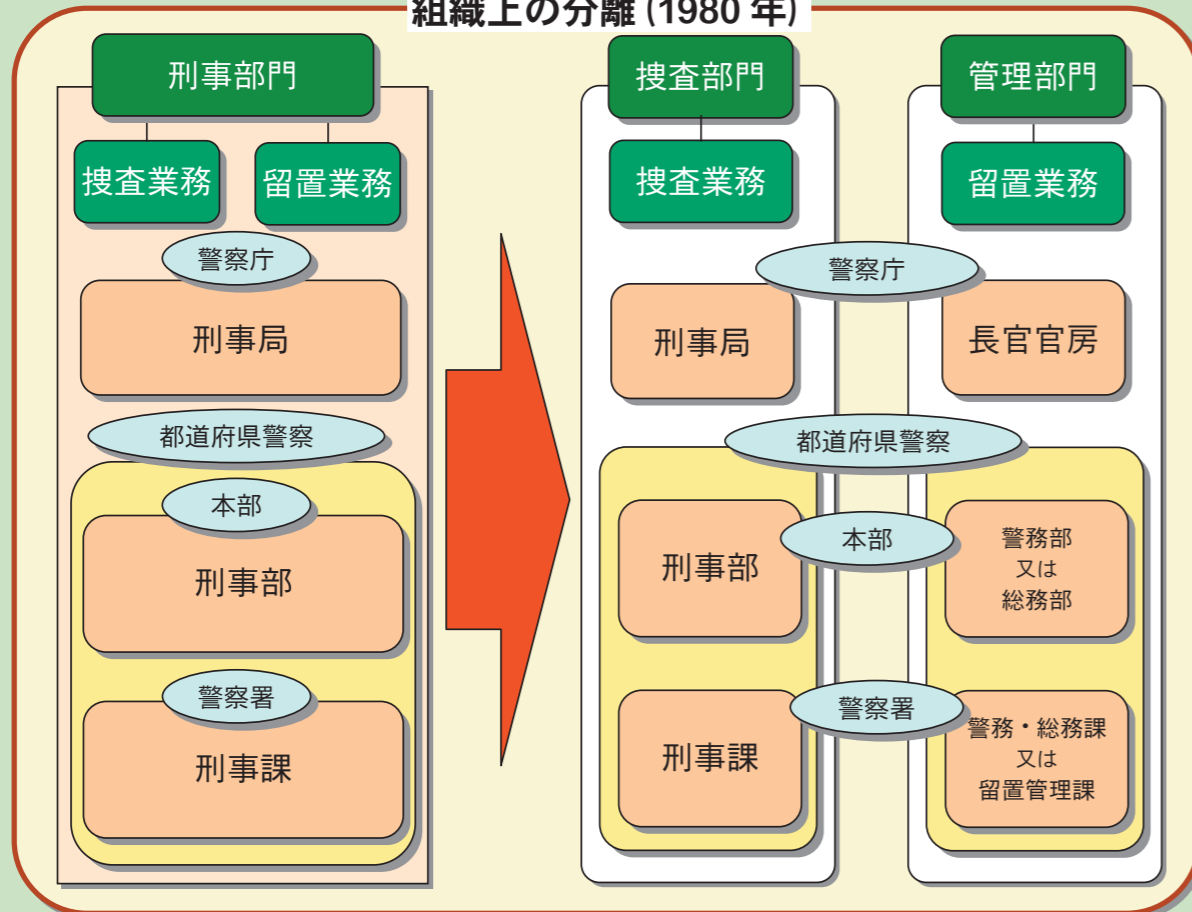 組織上の分離 (1980 年)
刑事部門
捜査業務
留置業務
警察庁
刑事局
都道府県警察
本部
刑事部
警察署
刑事課
捜査部門
管理部門
捜査業務
留置業務
警察庁
刑事局
長官官房
都道府県警察
本部
刑事部
警務部
又は
総務部
警察署
刑事課
警務・総務課
又は
留置管理課